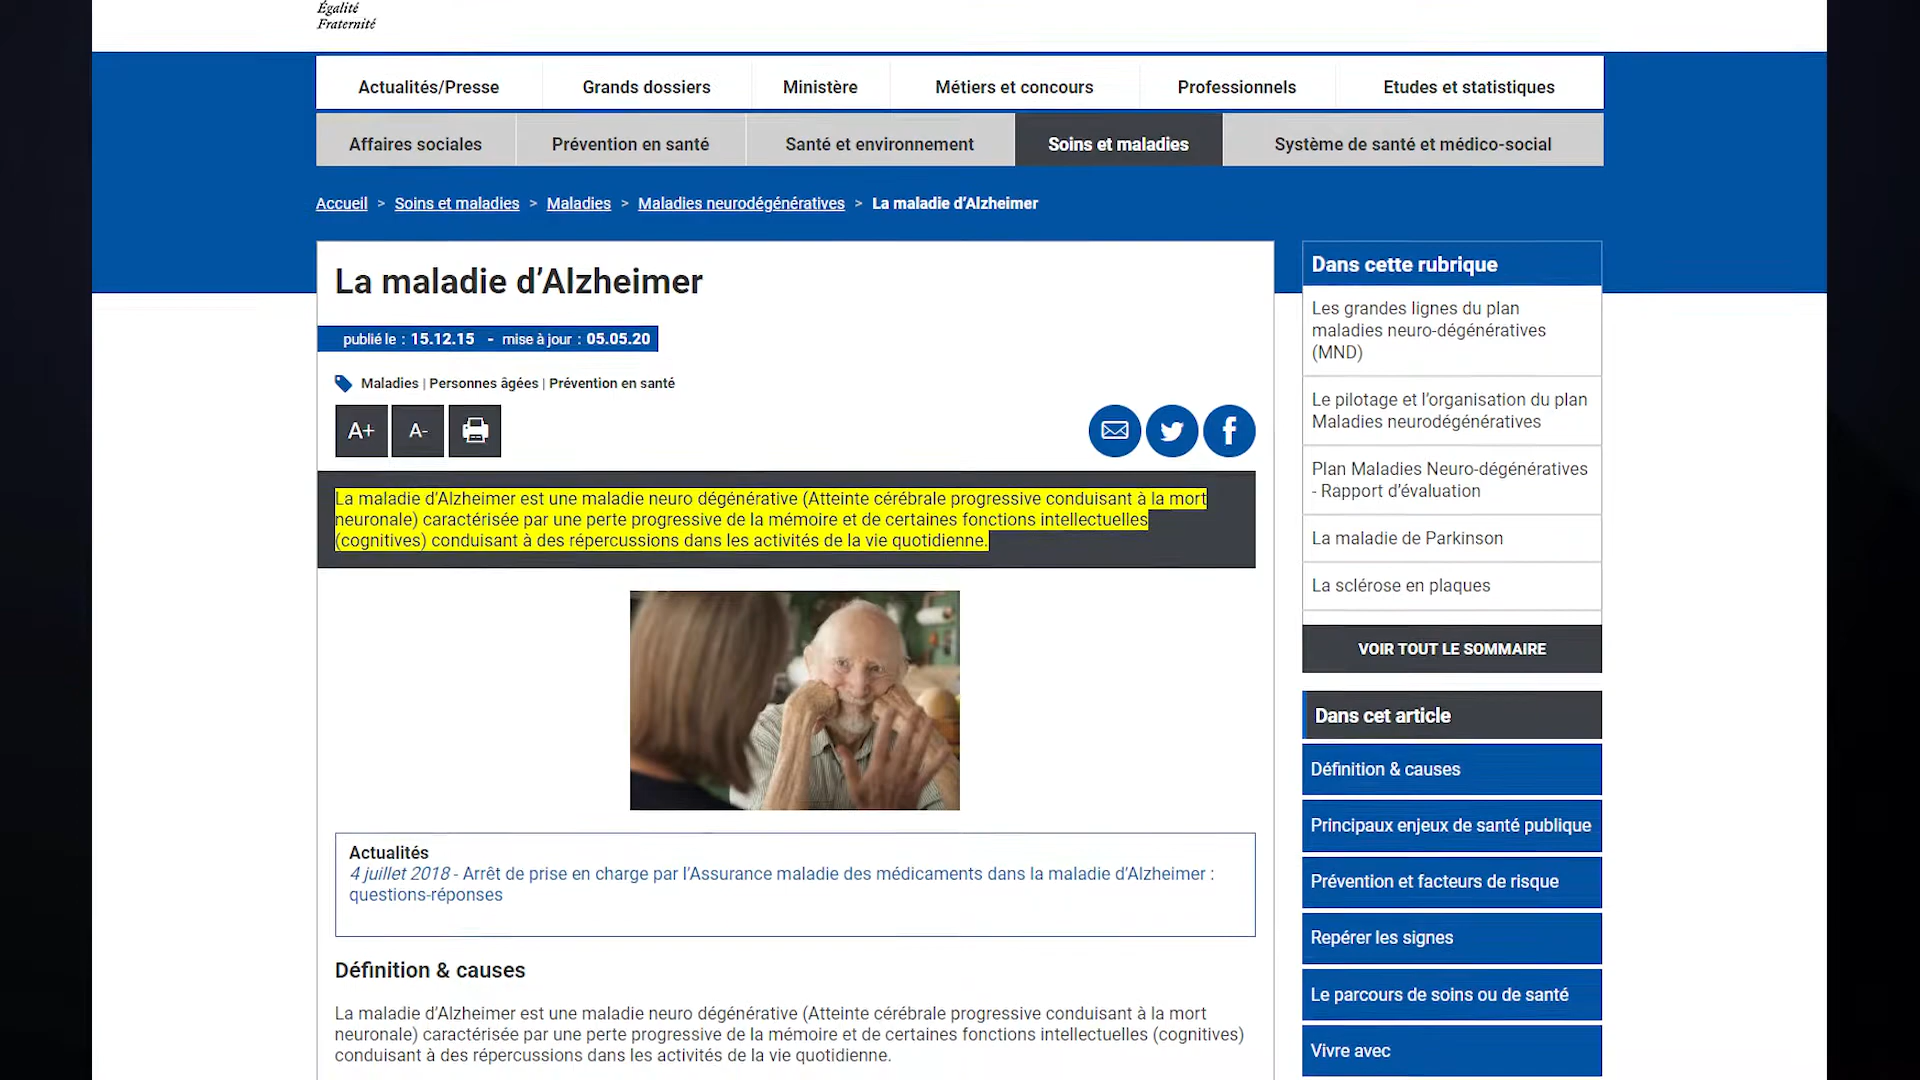 Égalité
Fraternité
Actualités/Presse
Grands dossiers
Ministère
Métiers et concours
Professionnels
Etudes et statistiques
Affaires sociales
Prévention en santé
Santé et environnement
Soins et maladies
Système de santé et médico-social
Accueil > Soins et maladies > Maladies > Maladies neurodégénératives > La maladie d’Alzheimer
La maladie d’Alzheimer
publié le : 15.12.15 - mise à jour : 05.05.20
Maladies | Personnes âgées | Prévention en santé
A+
A-
La maladie d’Alzheimer est une maladie neuro dégénérative (Atteinte cérébrale progressive conduisant à la mort
neuronale) caractérisée par une perte progressive de la mémoire et de certaines fonctions intellectuelles
(cognitives) conduisant à des répercussions dans les activités de la vie quotidienne.
Actualités
4 juillet 2018 - Arrêt de prise en charge par l’Assurance maladie des médicaments dans la maladie d’Alzheimer :
questions-réponses
Définition & causes
La maladie d’Alzheimer est une maladie neuro dégénérative (Atteinte cérébrale progressive conduisant à la mort
neuronale) caractérisée par une perte progressive de la mémoire et de certaines fonctions intellectuelles (cognitives)
conduisant à des répercussions dans les activités de la vie quotidienne.
Dans cette rubrique
Les grandes lignes du plan
maladies neuro-dégénératives
(MND)
Le pilotage et l’organisation du plan
Maladies neurodégénératives
Plan Maladies Neuro-dégénératives
- Rapport d’évaluation
La maladie de Parkinson
La sclérose en plaques
VOIR TOUT LE SOMMAIRE
Dans cet article
Définition & causes
Principaux enjeux de santé publique
Prévention et facteurs de risque
Repérer les signes
Le parcours de soins ou de santé
Vivre avec